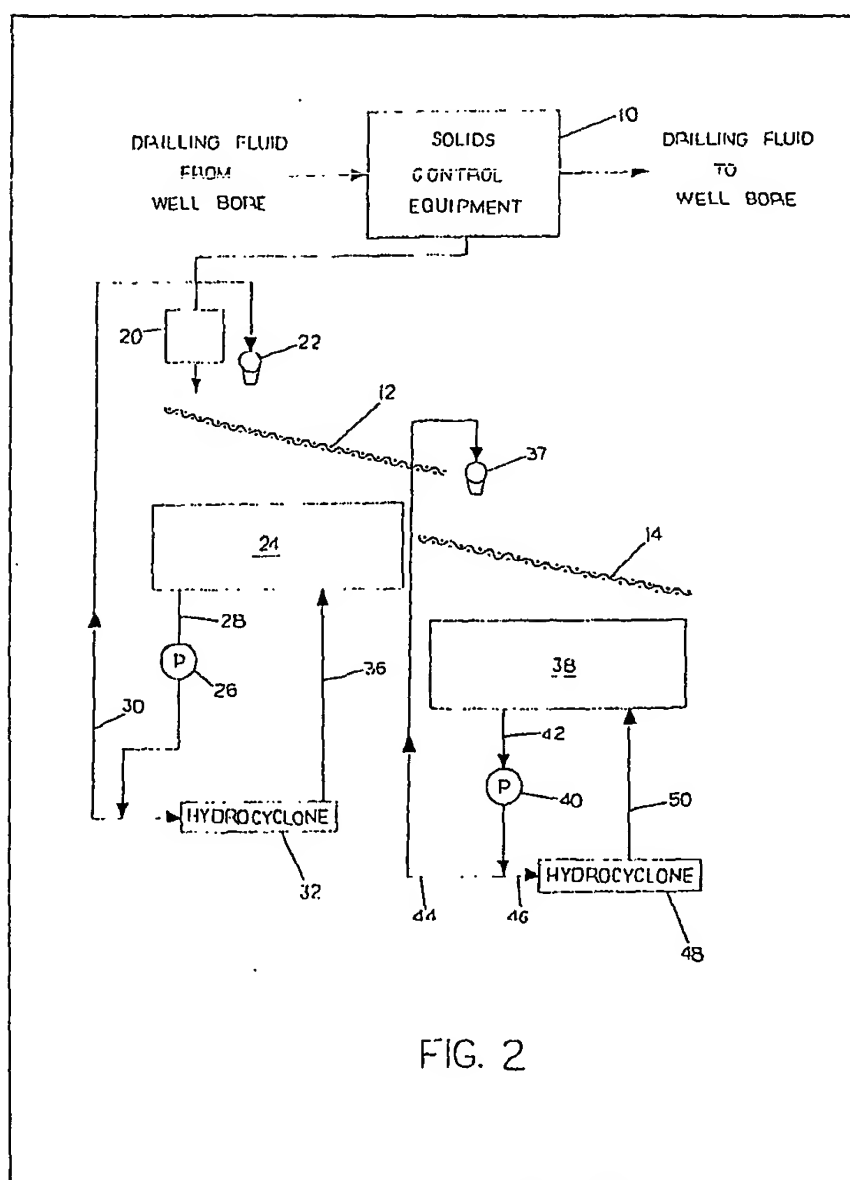 DRILLING FLUID
FROM
WELL BORE
SOLIDS
CONTROL
EQUIPMENT
10
DRILLING FLUID
TO
WELL BORE
20
22
12
37
24
14
28
P
26
36
30
38
42
P
40
50
HYDROCYCLONE
32
44
46
HYDROCYCLONE
48
FIG. 2